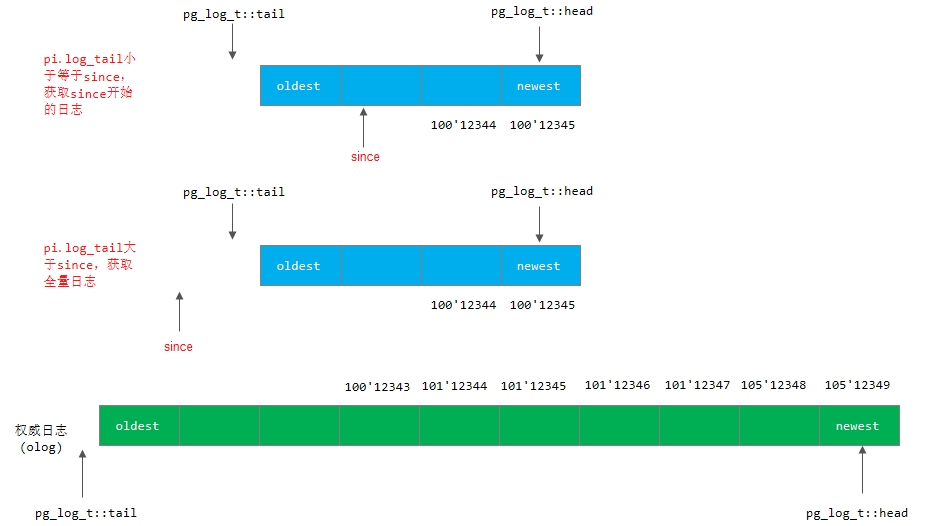 pg_log_t::tail
pg_log_t::head
pi.log_tail小
于等于since,
获取since开始
的日志
oldest
newest
100'12344 100'12345
since
pg_log_t::tail
pg_log_t::head
pi.log_tail大
于since, 获取
全量日志
oldest
newest
100'12344 100'12345
since
100'12343 101'12344 101'12345 101'12346 101'12347 105'12348 105'12349
权威日志
(olog)
oldest
newest
pg_log_t::tail
pg_log_t::head